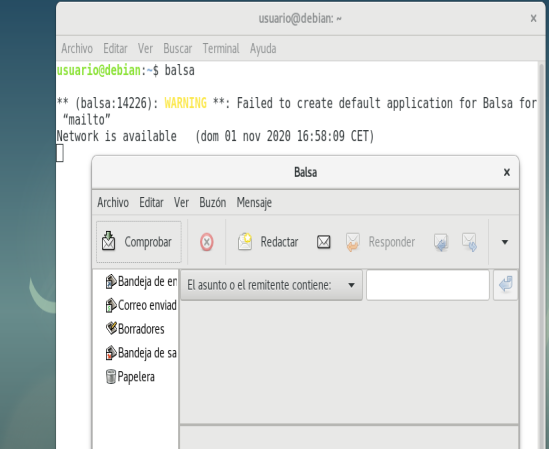 usuario@debian: ~
x
Archivo Editar Ver Buscar Terminal Ayuda
usuario@debian:~$ balsa
** (balsa:14226): WARNING **: Failed to create default application for Balsa for
“mailto”
Network is available (dom 01 nov 2020 16:58:09 CET)
Balsa
x
Archivo Editar Ver Buzón Mensaje
Comprobar Redactar Responder
Bandeja de en
El asunto o el remitente contiene:
Correo enviad
Borradores
Bandeja de sa
Papelera